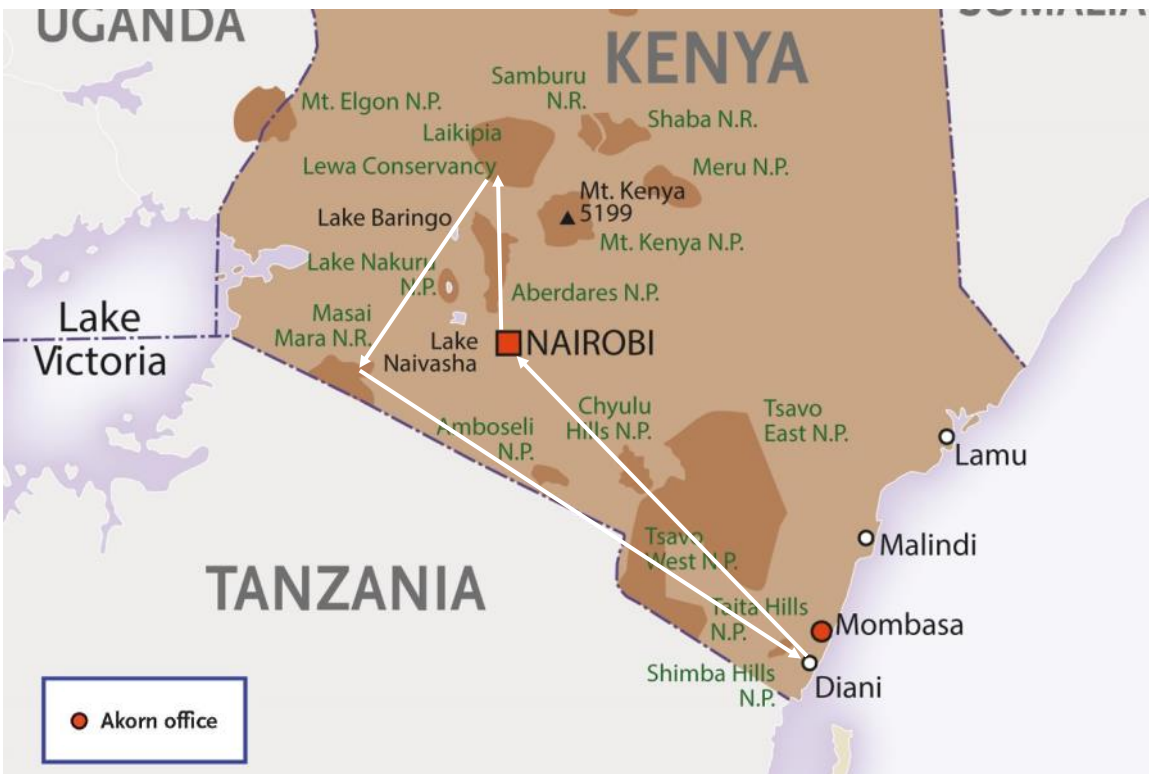 UGANDA
SOMALIA
KENYA
Samburu
N.R.
Mt. Elgon N.P.
Shaba N.R.
Laikipia
Lewa Conservancy
Meru N.P.
Mt. Kenya
5199
Lake Baringo
Mt. Kenya N.P.
Lake Nakuru
N.P.
Aberdares N.P.
Masai
Mara N.R.
Lake
Victoria
Lake
Naivasha
NAIROBI
Chyulu
Hills N.P.
Tsavo
East N.P.
Amboseli
N.P.
Lamu
Tsavo
West N.P.
Malindi
TANZANIA
Taita Hills
N.P.
Mombasa
Shimba Hills
N.P.
Diani
Akorn office